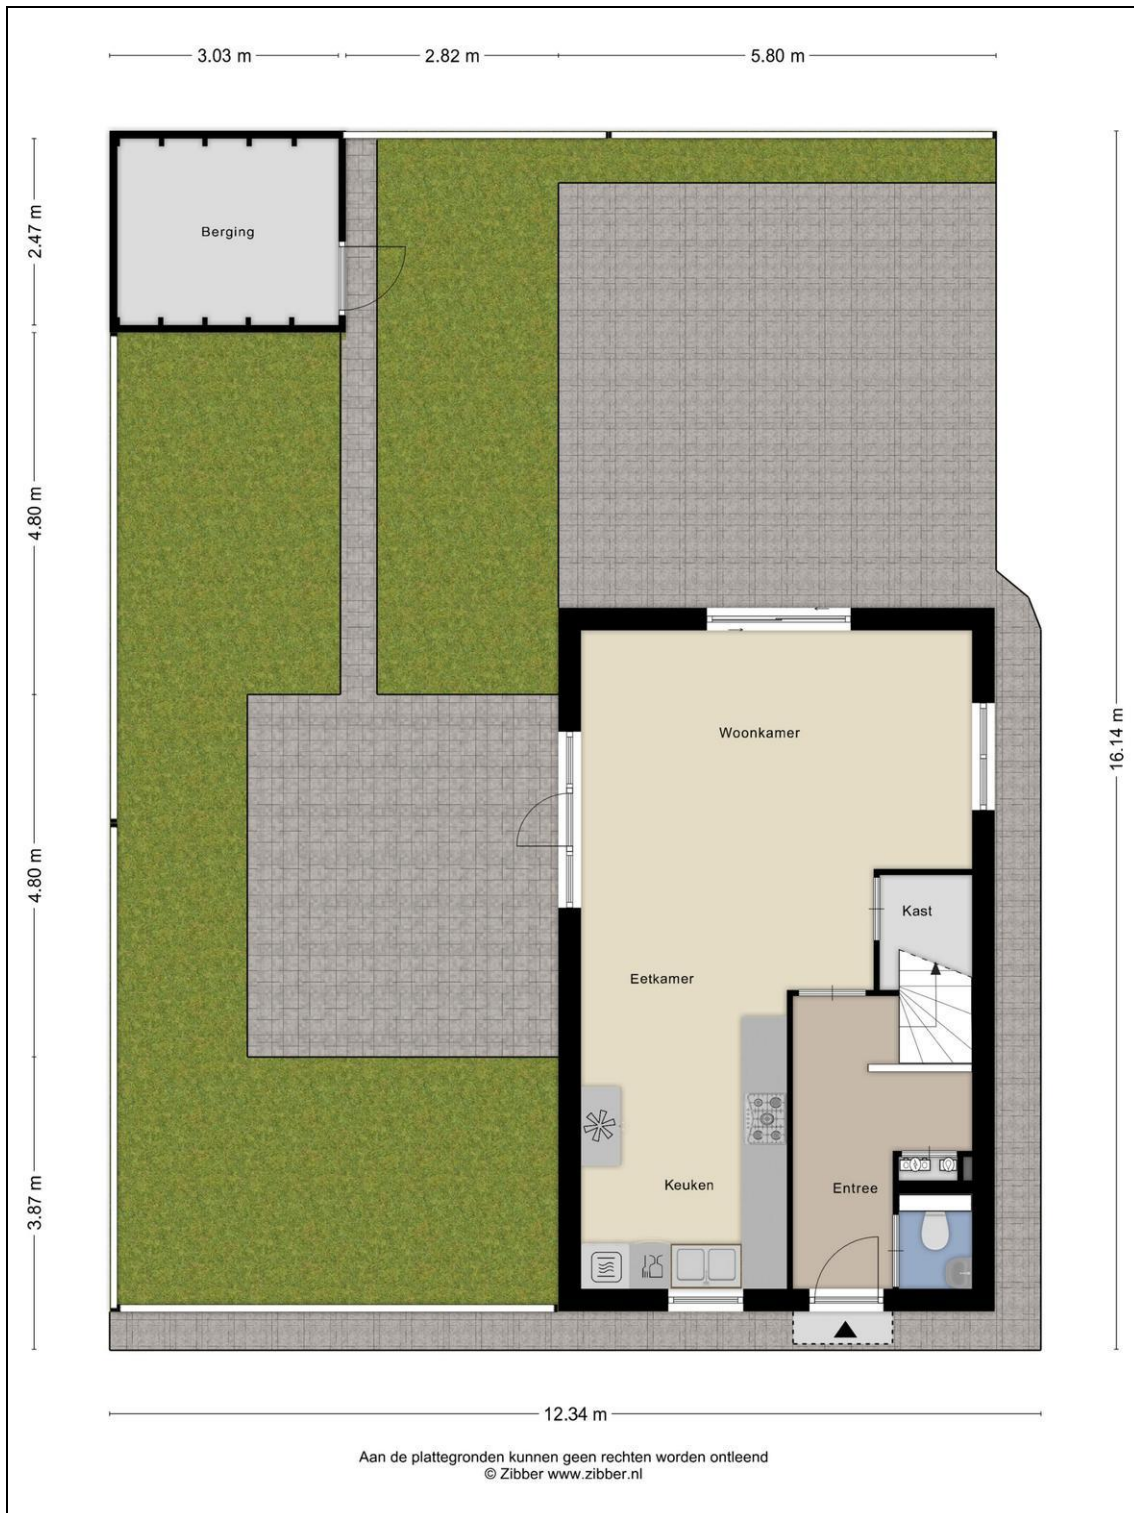 3.03 m
2.82 m
5.80 m
2.47 m
Berging
4.80 m
16.14 m
Woonkamer
4.80 m
Kast
Eetkamer
3.87 m
Keuken
Entree
12.34 m
Aan de plattegronden kunnen geen rechten worden ontleend
© Zibber www.zibber.nl